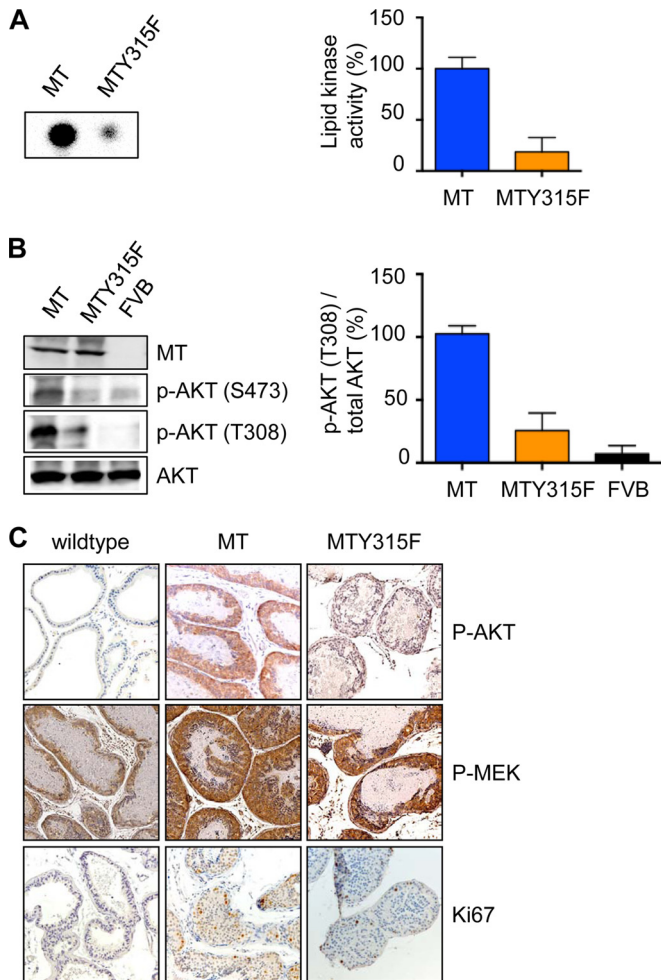 A
MT
MTY315F
Lipid kinase
activity (%)
150
100
50
0
MT
MTY315F
B
MT
MTY315F
FVB
MT
p-AKT (S473)
p-AKT (T308)
AKT
p-AKT (T308) /
total AKT (%)
150
100
50
0
MT
MTY315F
FVB
C
wildtype
MT
MTY315F
P-AKT
P-MEK
Ki67